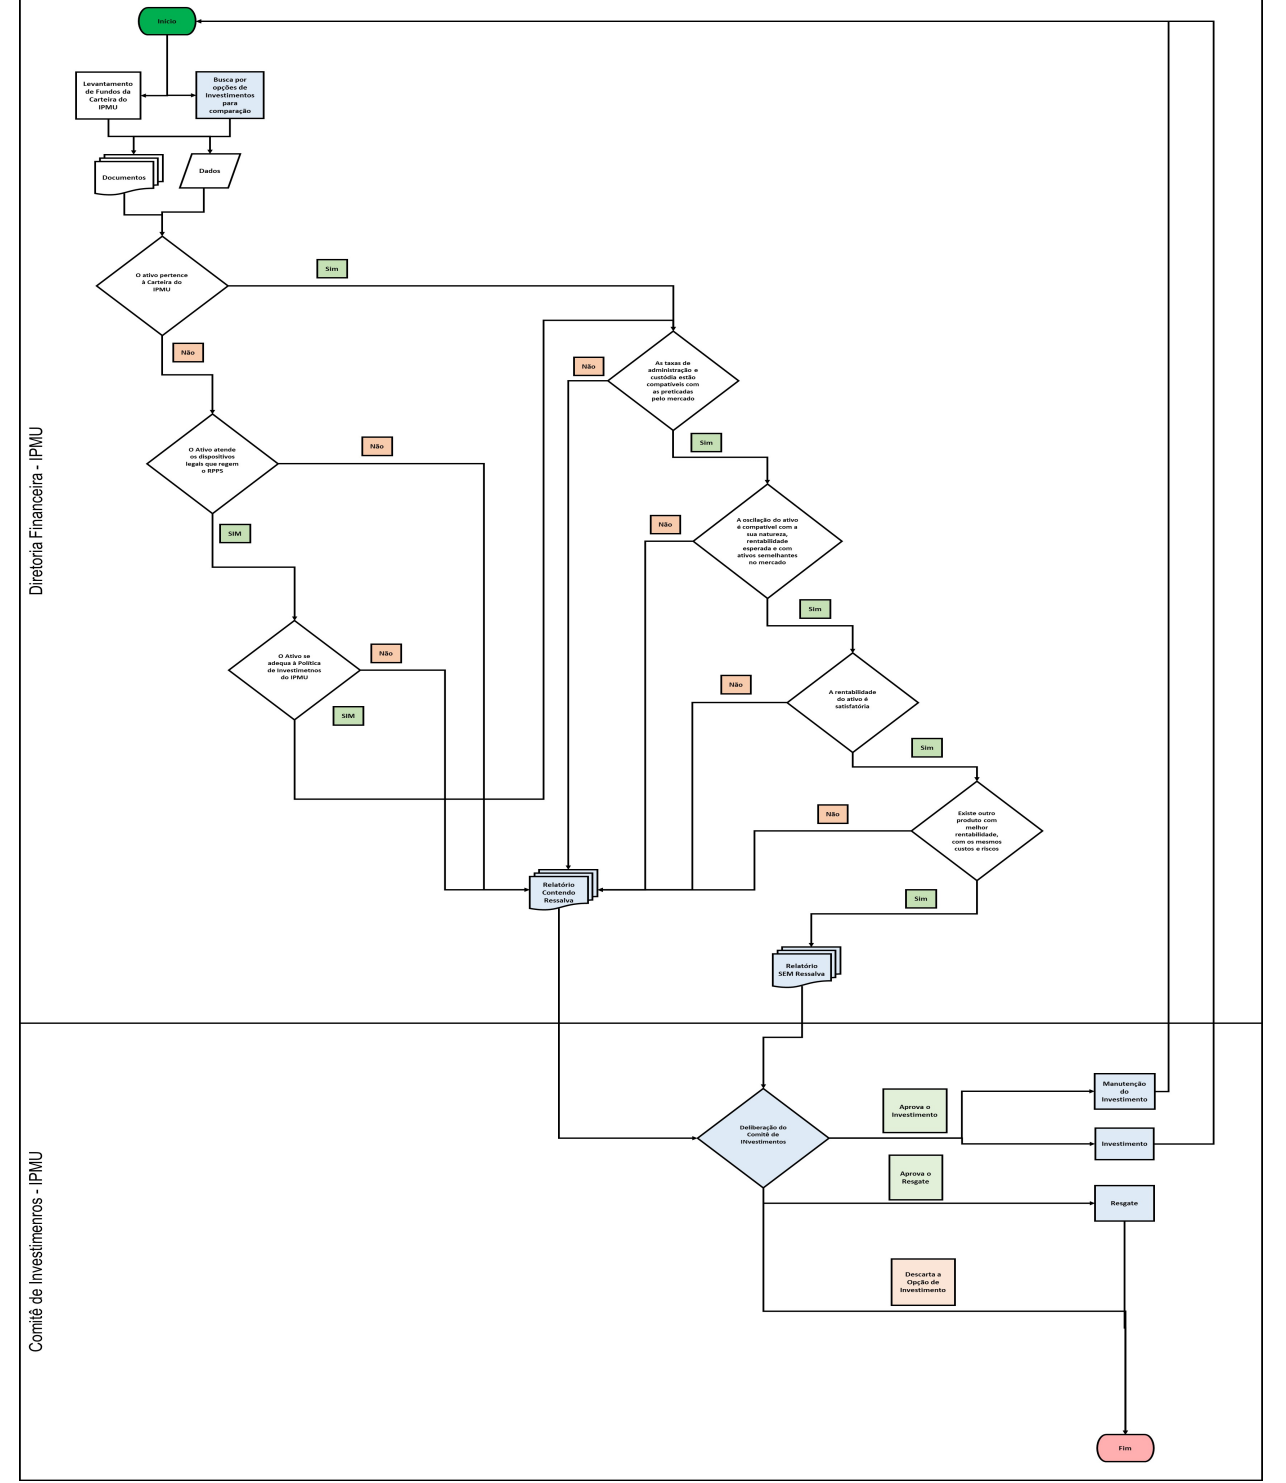 Início
Levantamento
de Fundos da
Carteira do
IPMU
Busca por
opções de
Investimentos
para
comparação
Documentos
Dados
O ativo pertence
à Carteira do
IPMU
Sim
Não
As taxas de
administração e
custódia estão
compatíveis com
as preticadas
pelo mercado
Não
Sim
O Ativo atende
os dispositivos
legais que regem
o RPPS
Não
SIM
A oscilação do ativo
é compatível com a
sua natureza,
rentabilidade
esperada e com
ativos semelhantes
no mercado
Não
Sim
O Ativo se
adequa à Política
de Investimetnos
do IPMU
Não
SIM
A rentabilidade
do ativo é
satisfatória
Não
Sim
Existe outro
produto com
melhor
rentabilidade,
com os mesmos
custos e riscos
Não
Sim
Relatório
Contendo
Ressalva
Relatório
SEM Ressalva
Diretoria Financeira - IPMU
Deliberação do
Comitê de
INvestimentos
Aprova o
Investimento
Manutenção
do
Investimento
Investimento
Aprova o
Resgate
Resgate
Descarta a
Opção de
Investimento
Fim
Comitê de Investimenros - IPMU